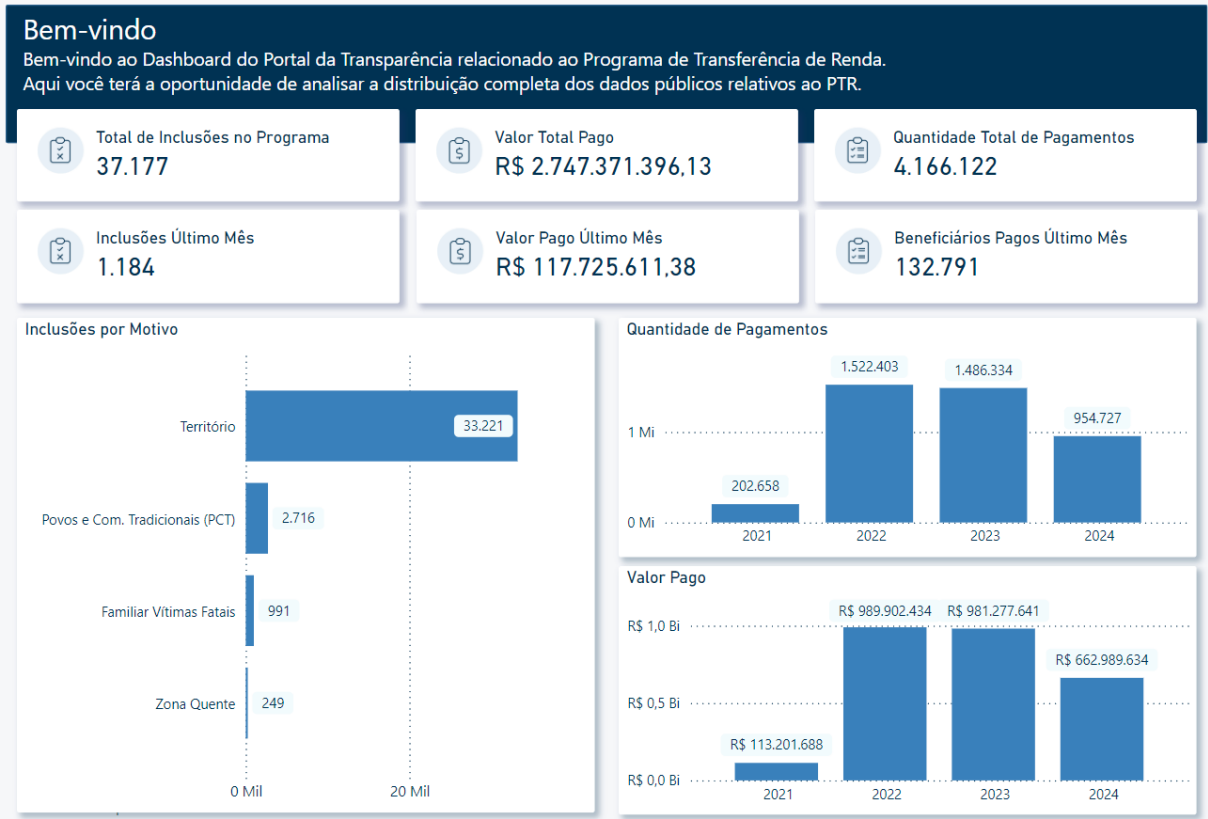 Bem-vindo
Bem-vindo ao Dashboard do Portal da Transparência relacionado ao Programa de Transferência de Renda.
Aqui você terá a oportunidade de analisar a distribuição completa dos dados públicos relativos ao PTR.
Total de Inclusões no Programa
37.177
Valor Total Pago
R$ 2.747.371.396,13
Quantidade Total de Pagamentos
4.166.122
Inclusões Último Mês
1.184
Valor Pago Último Mês
R$ 117.725.611,38
Beneficiários Pagos Último Mês
132.791
Inclusões por Motivo
Território
33.221
Povos e Com. Tradicionais (PCT)
2.716
Familiar Vítimas Fatais
991
Zona Quente
249
0 Mil
20 Mil
Quantidade de Pagamentos
1.522.403
1.486.334
954.727
1 Mi
202.658
0 Mi
2021
2022
2023
2024
Valor Pago
R$ 989.902.434
R$ 981.277.641
R$ 1,0 Bi
R$ 662.989.634
R$ 0,5 Bi
R$ 113.201.688
R$ 0,0 Bi
2021
2022
2023
2024